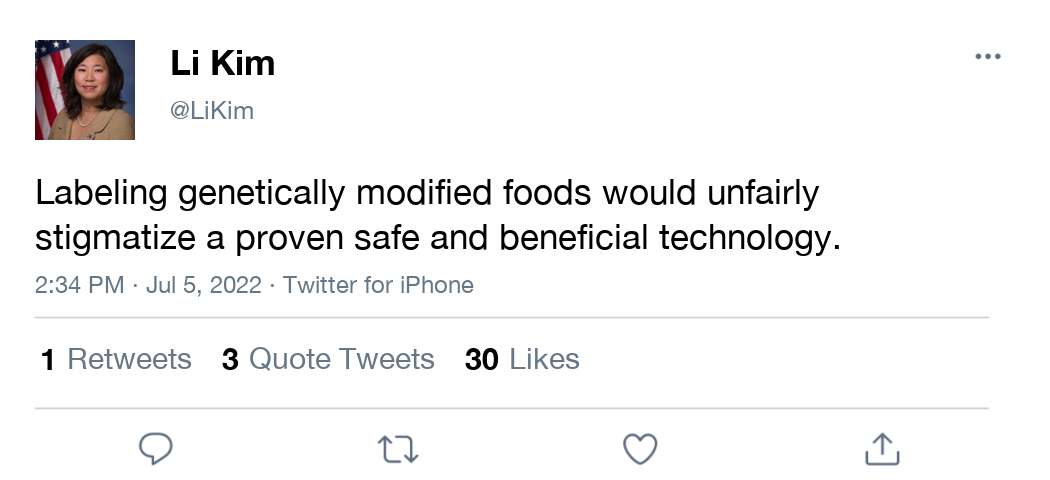 Li Kim
@LiKim
Labeling genetically modified foods would unfairly
stigmatize a proven safe and beneficial technology.
2:34 PM · Jul 5, 2022 · Twitter for iPhone
1 Retweets 3 Quote Tweets 30 Likes